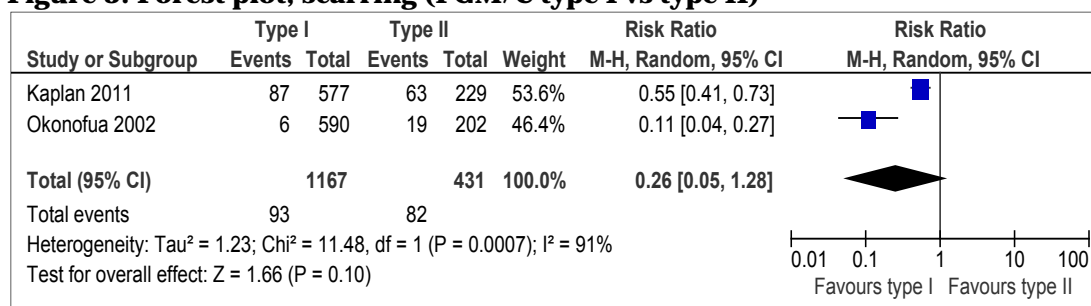 Forest plot, scarring (FGM/C type I vs type II)
Type I Type II Risk Ratio Risk Ratio
Study or Subgroup Events Total Events Total Weight M-H, Random, 95% CI M-H, Random, 95% CI
Kaplan 2011 87 577 63 229 53.6% 0.55 [0.41, 0.73]
Okonofua 2002 6 590 19 202 46.4% 0.11 [0.04, 0.27]
Total (95% CI) 1167 431 100.0% 0.26 [0.05, 1.28]
Total events 93 82
Heterogeneity: Tau² = 1.23; Chi² = 11.48, df = 1 (P = 0.0007); I² = 91%
Test for overall effect: Z = 1.66 (P = 0.10)
0.01 0.1 1 10 100
Favours type I Favours type II